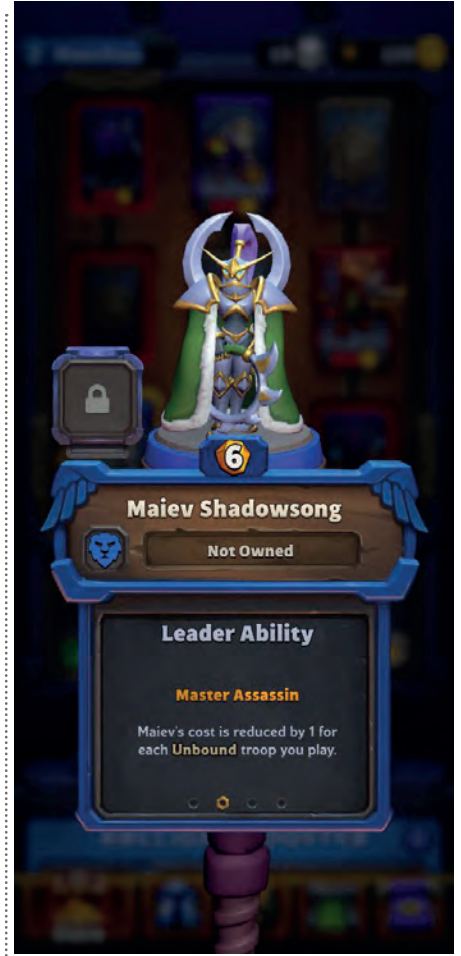 6
Maiev Shadowsong
Not Owned
Leader Ability
Master Assassin
Maiev's cost is reduced by 1 for
each Unbound troop you play.